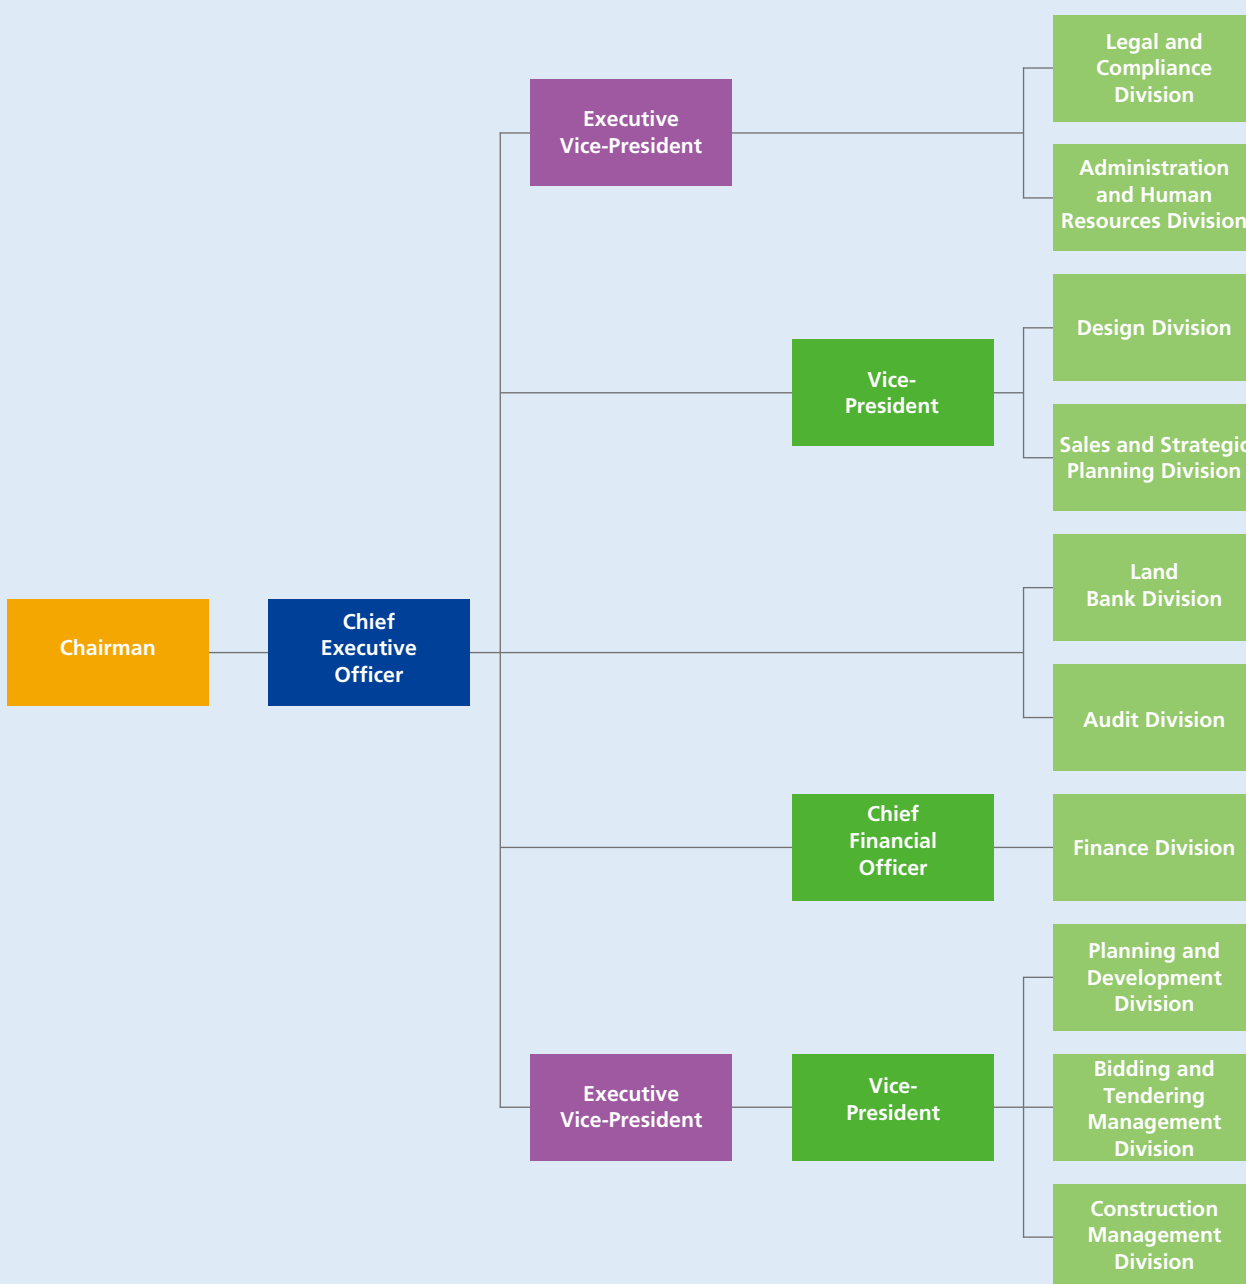 Legal and
Compliance
Division
Executive
Vice-President
Administration
and Human
Resources Division
Design Division
Vice-
President
Sales and Strategic
Planning Division
Land
Bank Division
Chairman
Chief
Executive
Officer
Audit Division
Chief
Financial
Officer
Finance Division
Planning and
Development
Division
Executive
Vice-President
Vice-
President
Bidding and
Tendering
Management
Division
Construction
Management
Division